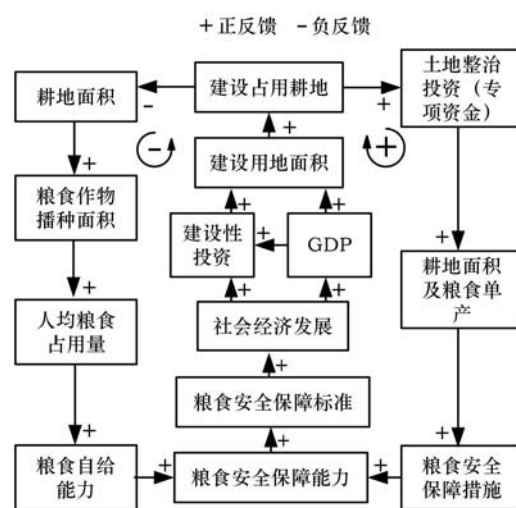 +正反馈 −负反馈
耕地面积
−
建设占用耕地
+
土地整治
投资（专
项资金）
−
+
+
+
建设用地面积
粮食作物
播种面积
+
+
建设性
投资
+
GDP
+
耕地面积
及粮食单
产
+
人均粮食
占用量
+
+
社会经济发展
+
粮食安全保障标准
+
+
+
粮食自给
能力
+
粮食安全保障能力
+
粮食安全
保障措施